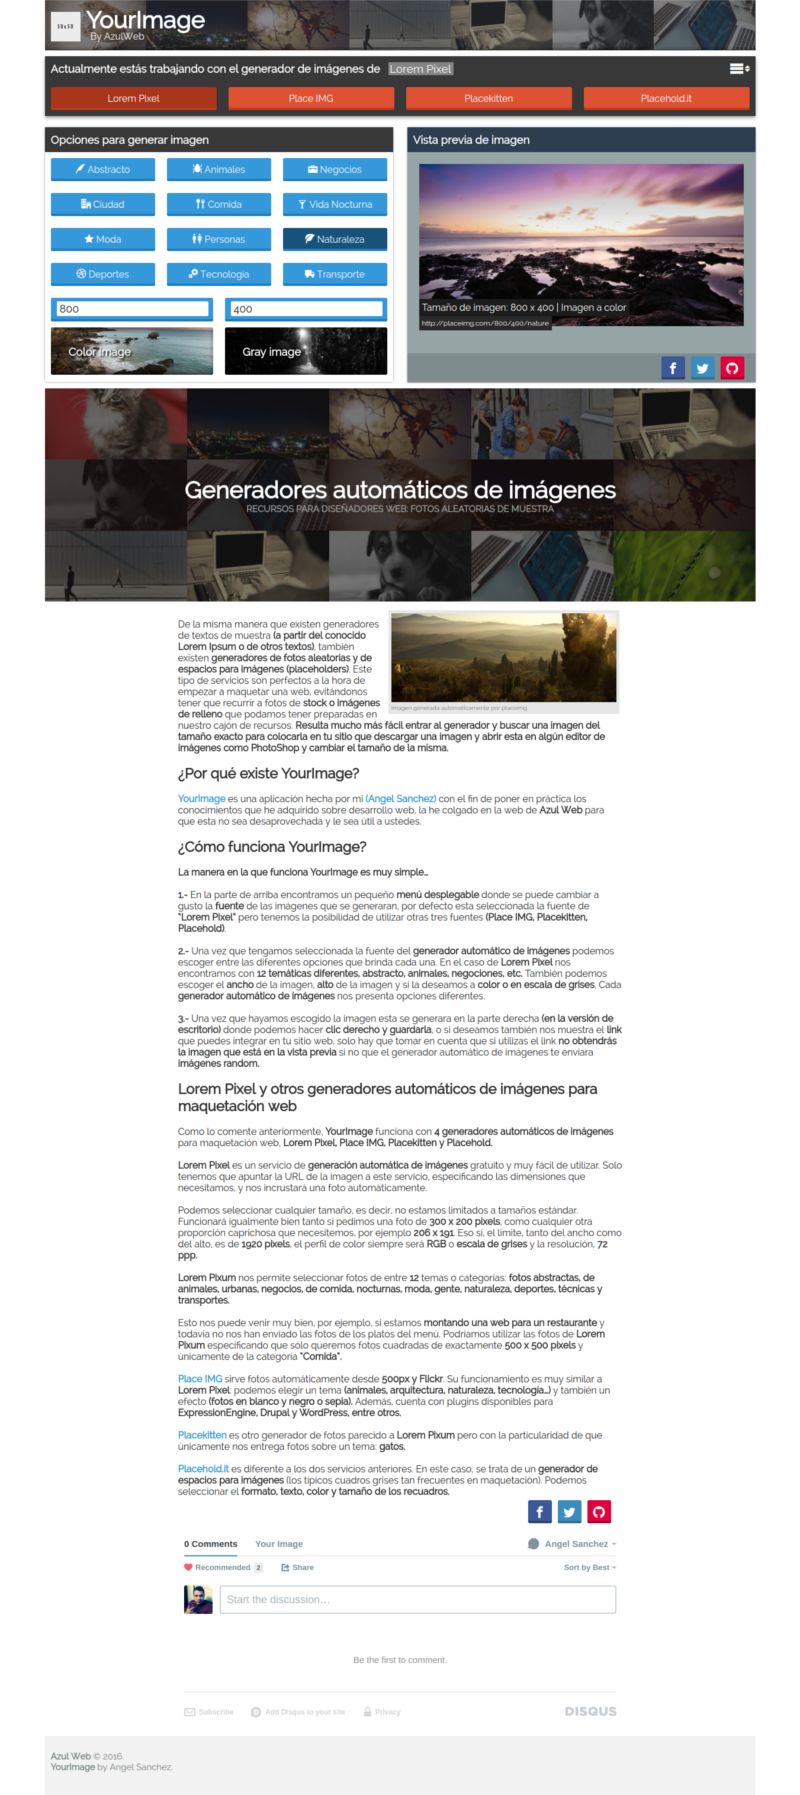 50x50
YourImage
By AzulWeb
Actualmente estás trabajando con el generador de imágenes de Lorem Pixel
Lorem Pixel
Place IMG
Placekitten
Placehold.it
Opciones para generar imagen
Abstracto
Animales
Negocios
Ciudad
Comida
Vida Nocturna
Moda
Personas
Naturaleza
Deportes
Tecnologia
Transporte
800
400
Color image
Gray image
Vista previa de imagen
Tamaño de imagen: 800 x 400 | Imagen a color
http://placeimg.com/800/400/nature
Generadores automáticos de imágenes
RECURSOS PARA DISEÑADORES WEB: FOTOS ALEATORIAS DE MUESTRA
De la misma manera que existen generadores
de textos de muestra (a partir del conocido
Lorem Ipsum o de otros textos), también
existen generadores de fotos aleatorias y de
espacios para imágenes (placeholders). Este
tipo de servicios son perfectos a la hora de
empezar a maquetar una web, evitándonos
tener que recurrir a fotos de stock o imágenes
de relleno que podamos tener preparadas en
nuestro cajón de recursos. Resulta mucho más fácil entrar al generador y buscar una imagen del
tamaño exacto para colocarla en tu sitio que descargar una imagen y abrir esta en algún editor de
imágenes como PhotoShop y cambiar el tamaño de la misma.
Imagen generada automaticamente por placeimg.
¿Por qué existe YourImage?
YourImage es una aplicación hecha por mi (Angel Sanchez) con el fin de poner en práctica los
conocimientos que he adquirido sobre desarrollo web, la he colgado en la web de Azul Web para
que esta no sea desaprovechada y le sea útil a ustedes.
¿Cómo funciona YourImage?
La manera en la que funciona YourImage es muy simple...
1.- En la parte de arriba encontramos un pequeño menú desplegable donde se puede cambiar a
gusto la fuente de las imágenes que se generaran, por defecto esta seleccionada la fuente de
"Lorem Pixel" pero tenemos la posibilidad de utilizar otras tres fuentes (Place IMG, Placekitten,
Placehold).
2.- Una vez que tengamos seleccionada la fuente del generador automático de imágenes podemos
escoger entre las diferentes opciones que brinda cada una. En el caso de Lorem Pixel nos
encontramos con 12 temáticas diferentes, abstracto, animales, negociones, etc. También podemos
escoger el ancho de la imagen, alto de la imagen y si la deseamos a color o en escala de grises. Cada
generador automático de imágenes nos presenta opciones diferentes.
3.- Una vez que hayamos escogido la imagen esta se generara en la parte derecha (en la versión de
escritorio) donde podemos hacer clic derecho y guardarla, o si deseamos también nos muestra el link
que puedes integrar en tu sitio web, solo hay que tomar en cuenta que si utilizas el link no obtendrás
la imagen que está en la vista previa si no que el generador automático de imágenes te enviara
imágenes random.
Lorem Pixel y otros generadores automáticos de imágenes para
maquetación web
Como lo comente anteriormente, YourImage funciona con 4 generadores automáticos de imágenes
para maquetación web, Lorem Pixel, Place IMG, Placekitten y Placehold.
Lorem Pixel es un servicio de generación automática de imágenes gratuito y muy fácil de utilizar. Solo
tenemos que apuntar la URL de la imagen a este servicio, especificando las dimensiones que
necesitamos, y nos incrustará una foto automáticamente.
Podemos seleccionar cualquier tamaño, es decir, no estamos limitados a tamaños estándar.
Funcionará igualmente bien tanto si pedimos una foto de 300 x 200 pixels, como cualquier otra
proporción caprichosa que necesitemos, por ejemplo 206 x 191. Eso si, el limite, tanto del ancho como
del alto, es de 1920 pixels, el perfil de color siempre será RGB o escala de grises y la resolución, 72
ppp.
Lorem Pixum nos permite seleccionar fotos de entre 12 temas o categorías: fotos abstractas, de
animales, urbanas, negocios, de comida, nocturnas, moda, gente, naturaleza, deportes, técnicas y
transportes.
Esto nos puede venir muy bien, por ejemplo, si estamos montando una web para un restaurante y
todavía no nos han enviado las fotos de los platos del menú. Podríamos utilizar las fotos de Lorem
Pixum especificando que sólo queremos fotos cuadradas de exactamente 500 x 500 pixels y
únicamente de la categoría "Comida".
Place IMG sirve fotos automáticamente desde 500px y Flickr. Su funcionamiento es muy similar a
Lorem Pixel: podemos elegir un tema (animales, arquitectura, naturaleza, tecnología...) y también un
efecto (fotos en blanco y negro o sepia). Además, cuenta con plugins disponibles para
ExpressionEngine, Drupal y WordPress, entre otros.
Placekitten es otro generador de fotos parecido a Lorem Pixum pero con la particularidad de que
únicamente nos entrega fotos sobre un tema: gatos.
Placehold.it es diferente a los dos servicios anteriores. En este caso, se trata de un generador de
espacios para imágenes (los típicos cuadros grises tan frecuentes en maquetación). Podemos
seleccionar el formato, texto, color y tamaño de los recuadros.
0 Comments
Your Image
Angel Sanchez
Recommended 2
Share
Sort by Best
Start the discussion...
Be the first to comment.
Subscribe
Add Disqus to your site
Privacy
DISQUS
Azul Web © 2016.
YourImage by Angel Sanchez.